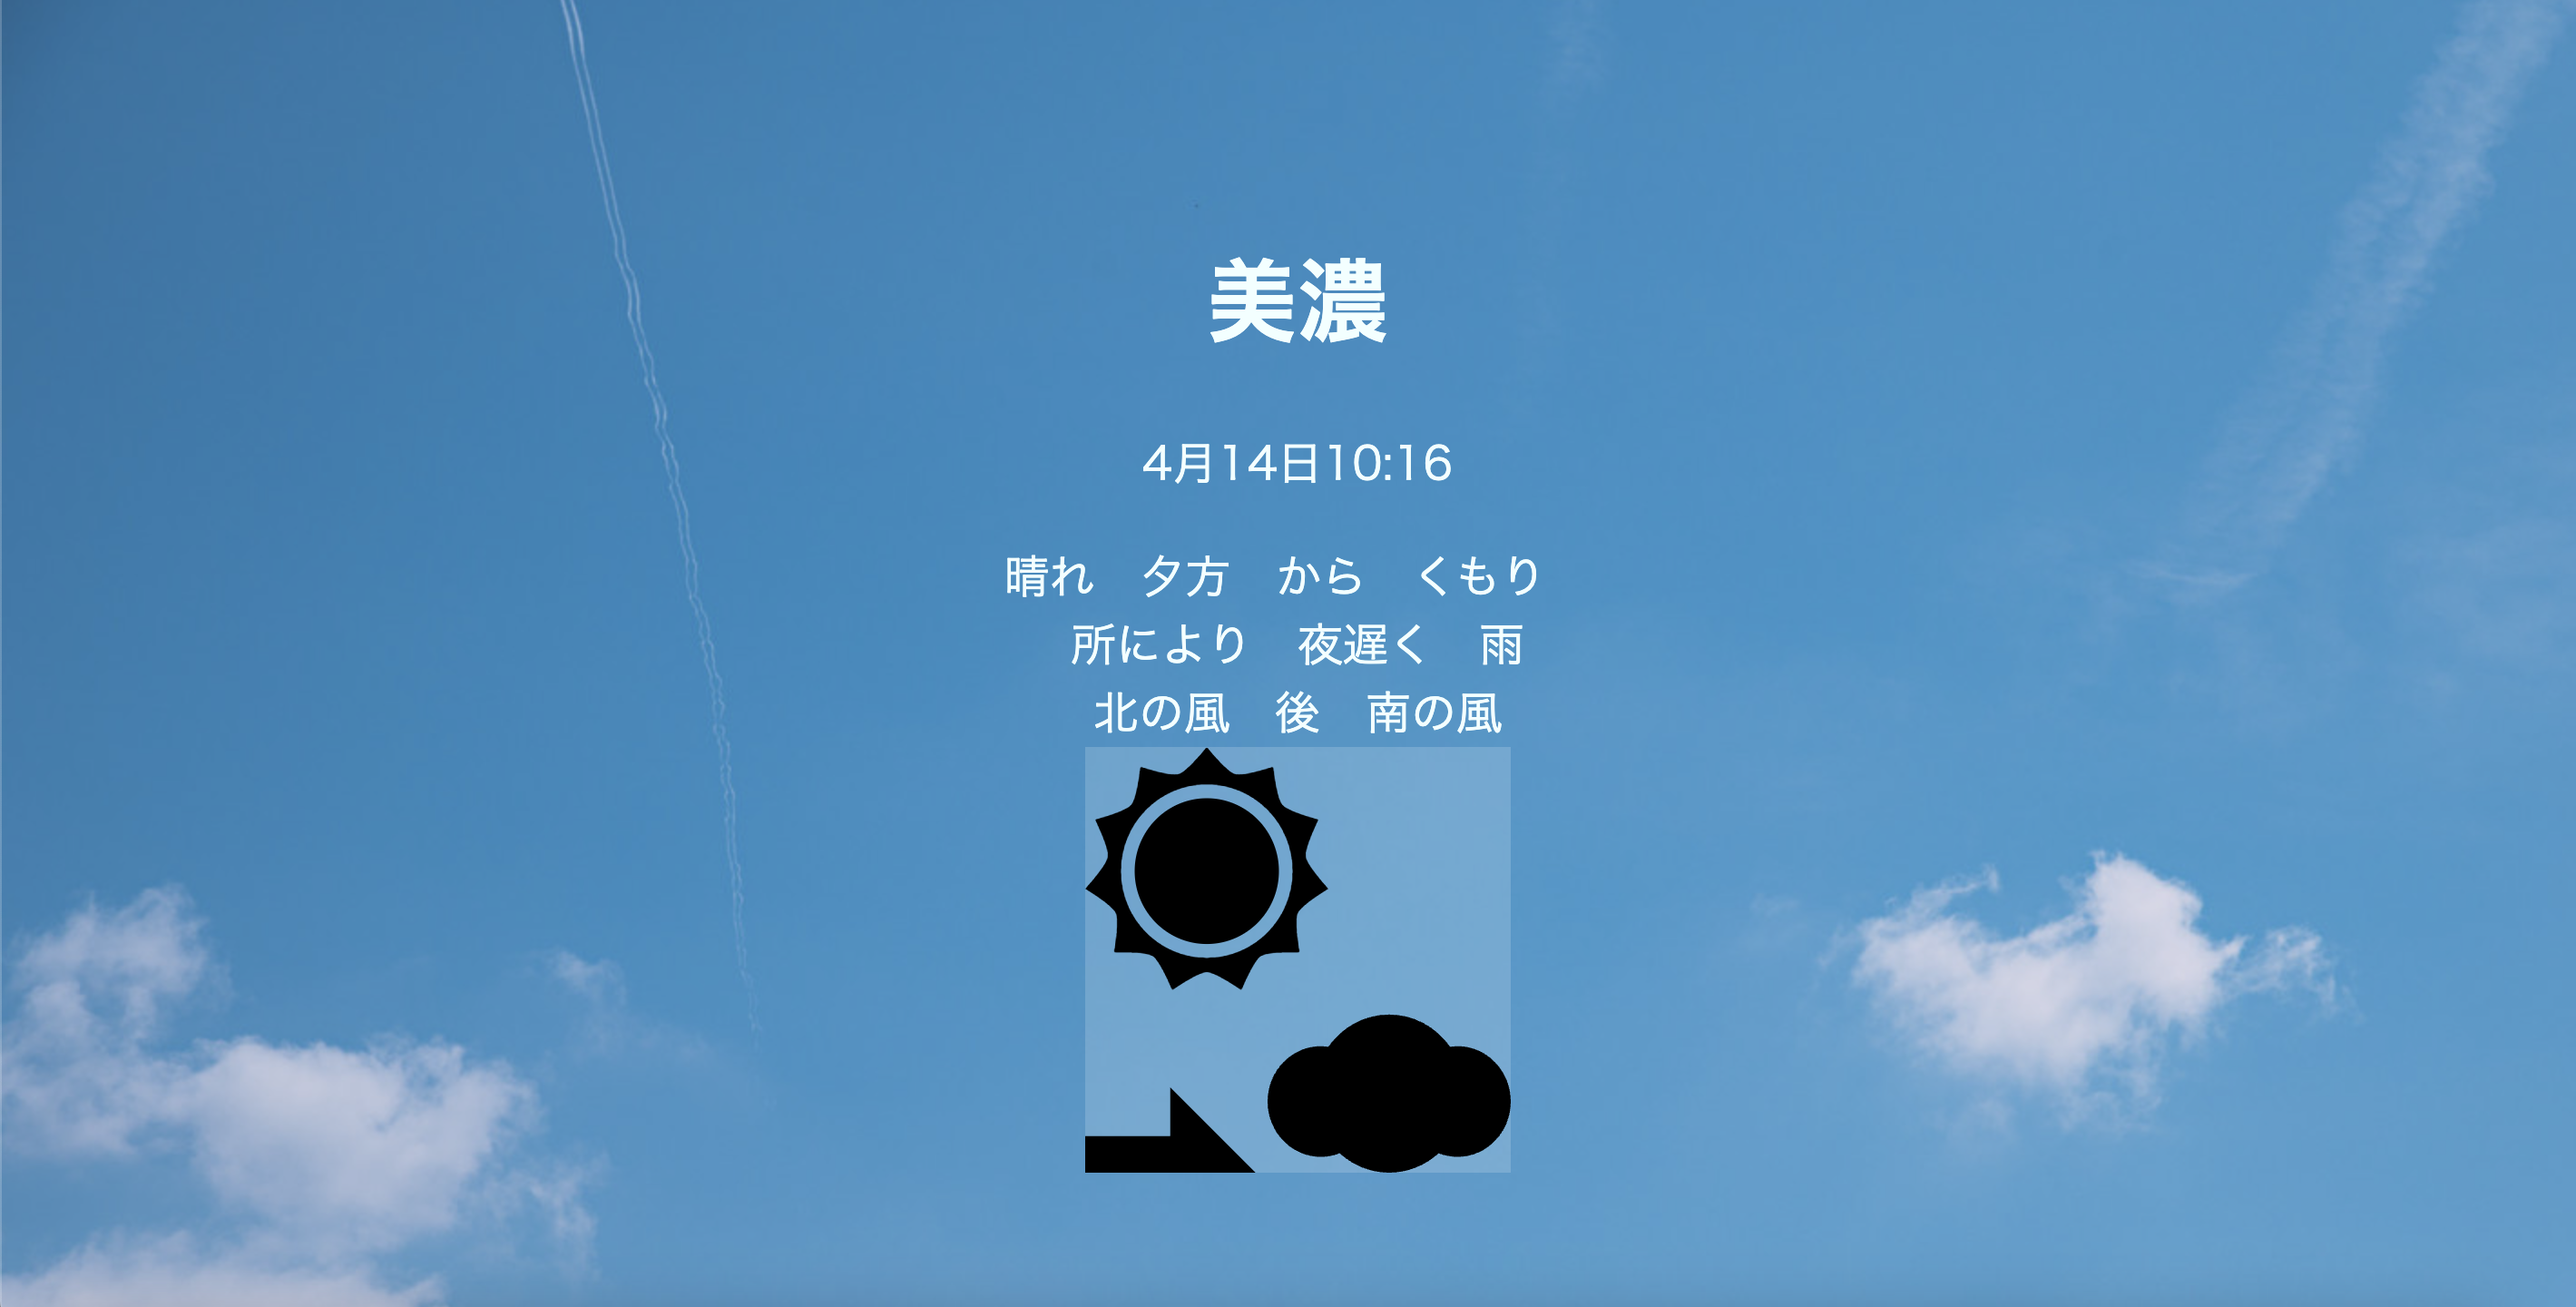 美濃
4月14日10:16
晴れ　夕方　から　くもり
所により　夜遅く　雨
北の風　後　南の風